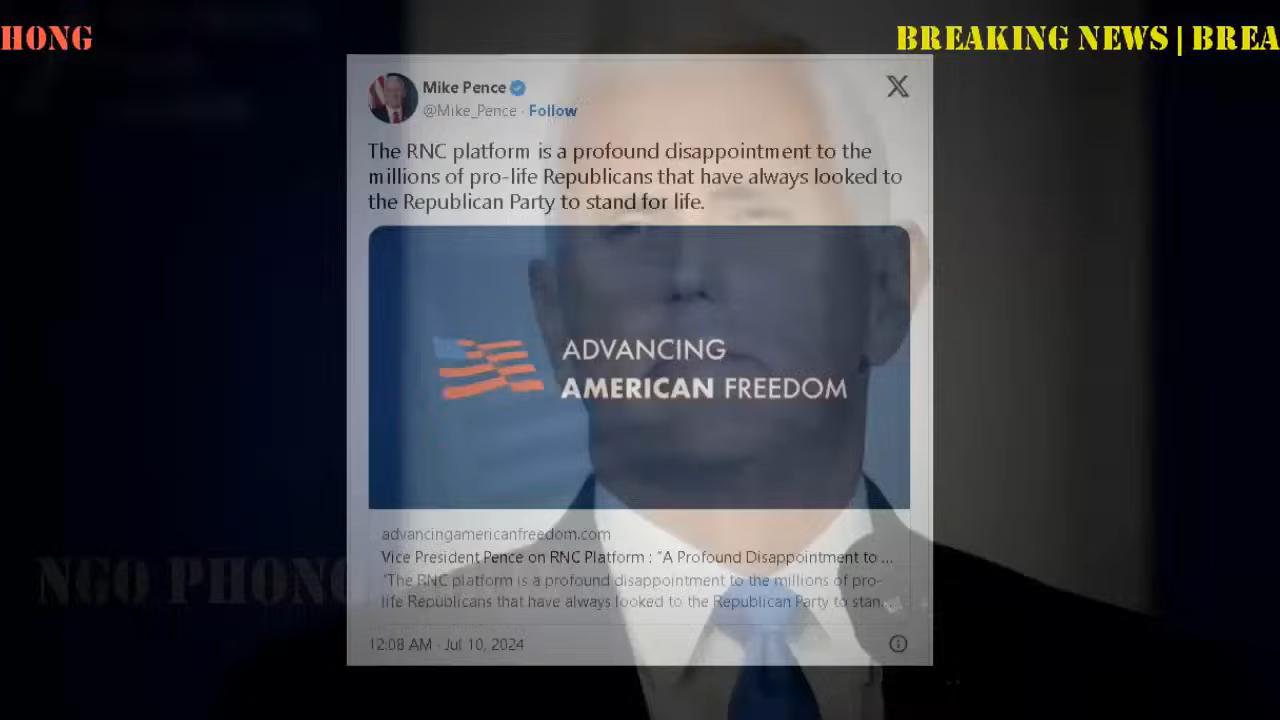 HONG
BREAKING NEWS | BREA
Mike Pence
@Mike_Pence · Follow
The RNC platform is a profound disappointment to the
millions of pro-life Republicans that have always looked to
the Republican Party to stand for life.
ADVANCING
AMERICAN FREEDOM
advancingamericanfreedom.com
Vice President Pence on RNC Platform : "A Profound Disappointment to ...
"The RNC platform is a profound disappointment to the millions of pro-
life Republicans that have always looked to the Republican Party to stan...
NGO PHONG
12:08 AM · Jul 10, 2024